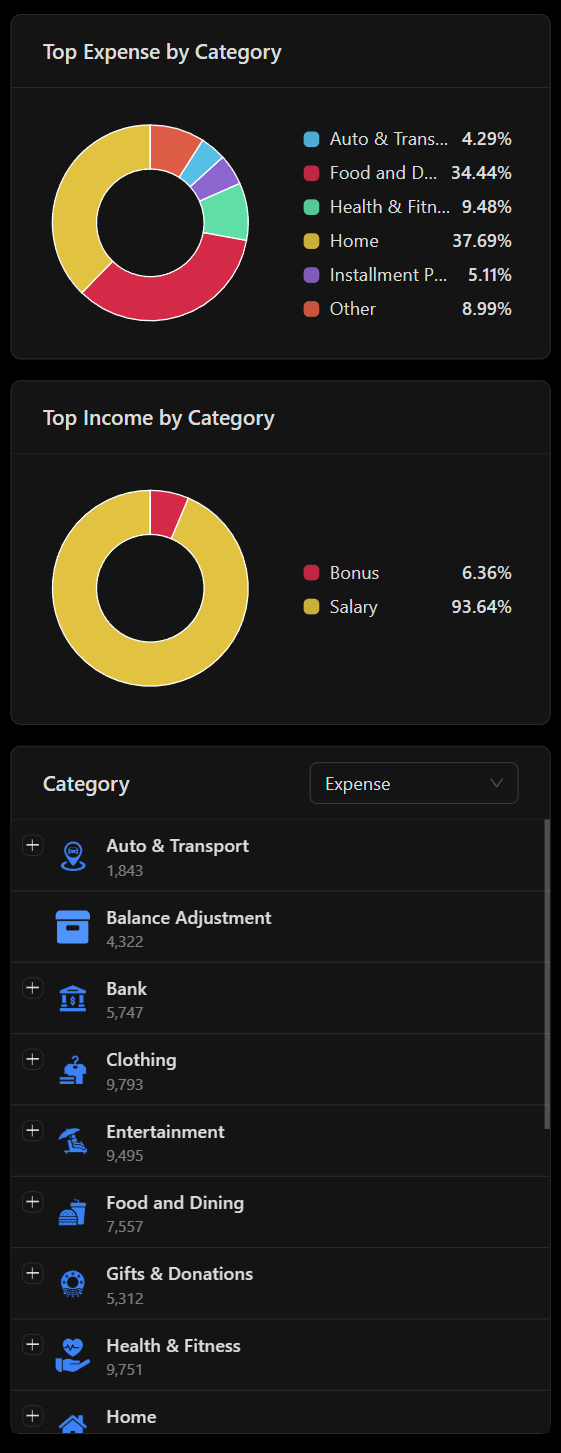 Top Expense by Category
Auto & Trans... 4.29%
Food and D... 34.44%
Health & Fitn... 9.48%
Home 37.69%
Installment P... 5.11%
Other 8.99%
Top Income by Category
Bonus 6.36%
Salary 93.64%
Category Expense
Auto & Transport
1,843
Balance Adjustment
4,322
Bank
5,747
Clothing
9,793
Entertainment
9,495
Food and Dining
7,557
Gifts & Donations
5,312
Health & Fitness
9,751
Home